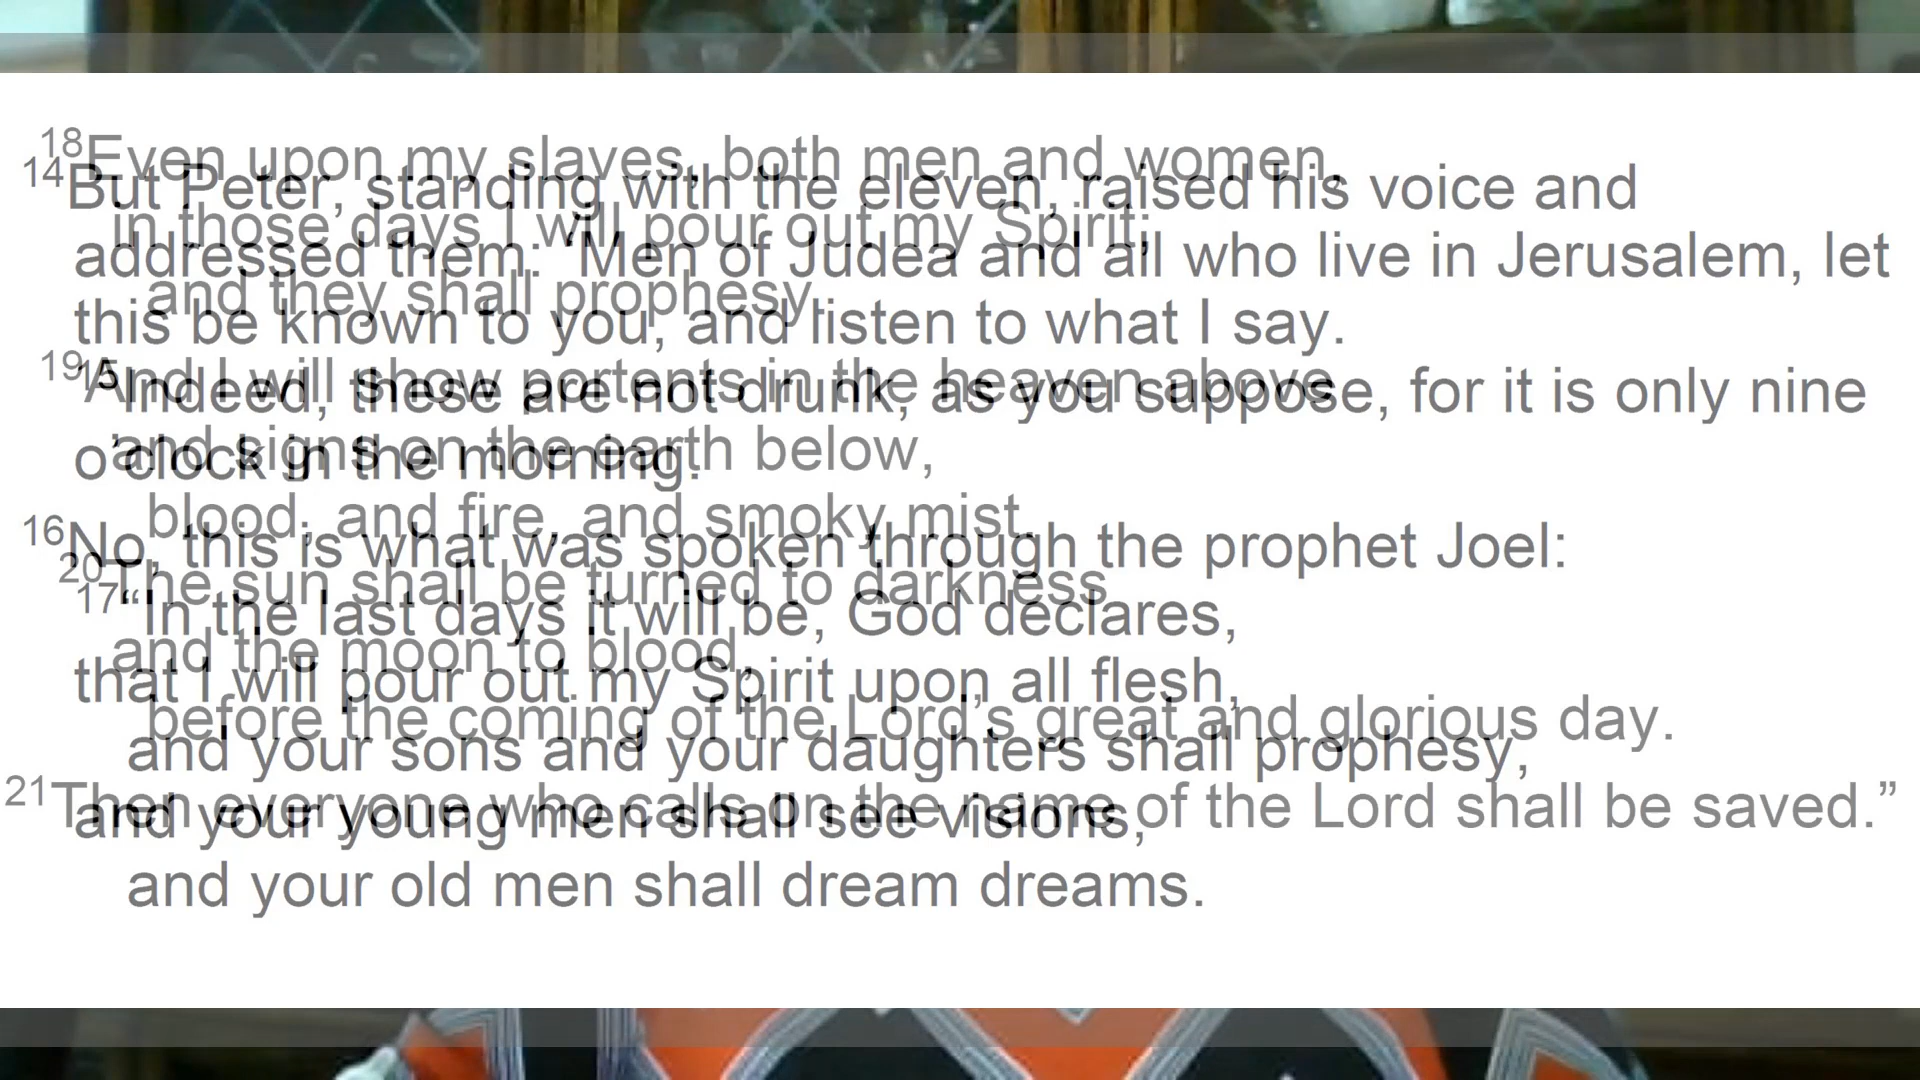 14But Peter, standing with the eleven, raised his voice and
addressed them: “Men of Judea and all who live in Jerusalem, let
this be known to you, and listen to what I say.
15Indeed, these are not drunk, as you suppose, for it is only nine
o’clock in the morning.
16No, this is what was spoken through the prophet Joel:
17“In the last days it will be, God declares,
that I will pour out my Spirit upon all flesh,
and your sons and your daughters shall prophesy,
and your young men shall see visions,
and your old men shall dream dreams.
18Even upon my slaves, both men and women,
in those days I will pour out my Spirit;
and they shall prophesy.
19And I will show portents in the heaven above
and signs on the earth below,
blood, and fire, and smoky mist.
20The sun shall be turned to darkness
and the moon to blood,
before the coming of the Lord’s great and glorious day.
21Then everyone who calls on the name of the Lord shall be saved.”